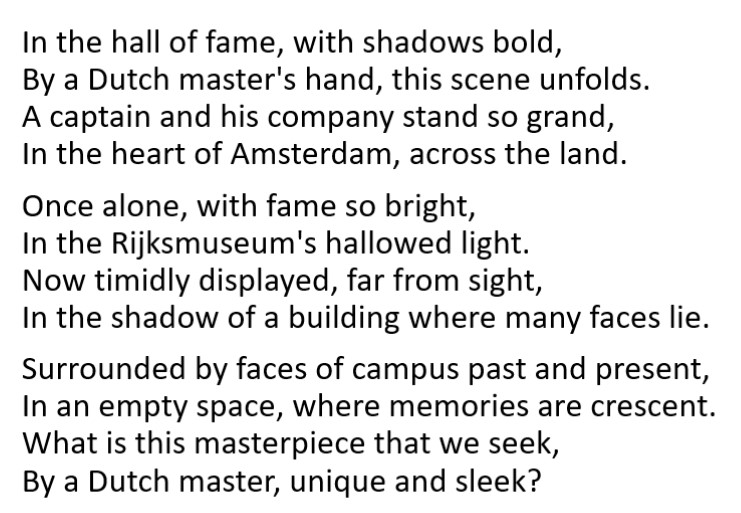 In the hall of fame, with shadows bold,
By a Dutch master's hand, this scene unfolds.
A captain and his company stand so grand,
In the heart of Amsterdam, across the land.
Once alone, with fame so bright,
In the Rijksmuseum's hallowed light.
Now timidly displayed, far from sight,
In the shadow of a building where many faces lie.
Surrounded by faces of campus past and present,
In an empty space, where memories are crescent.
What is this masterpiece that we seek,
By a Dutch master, unique and sleek?